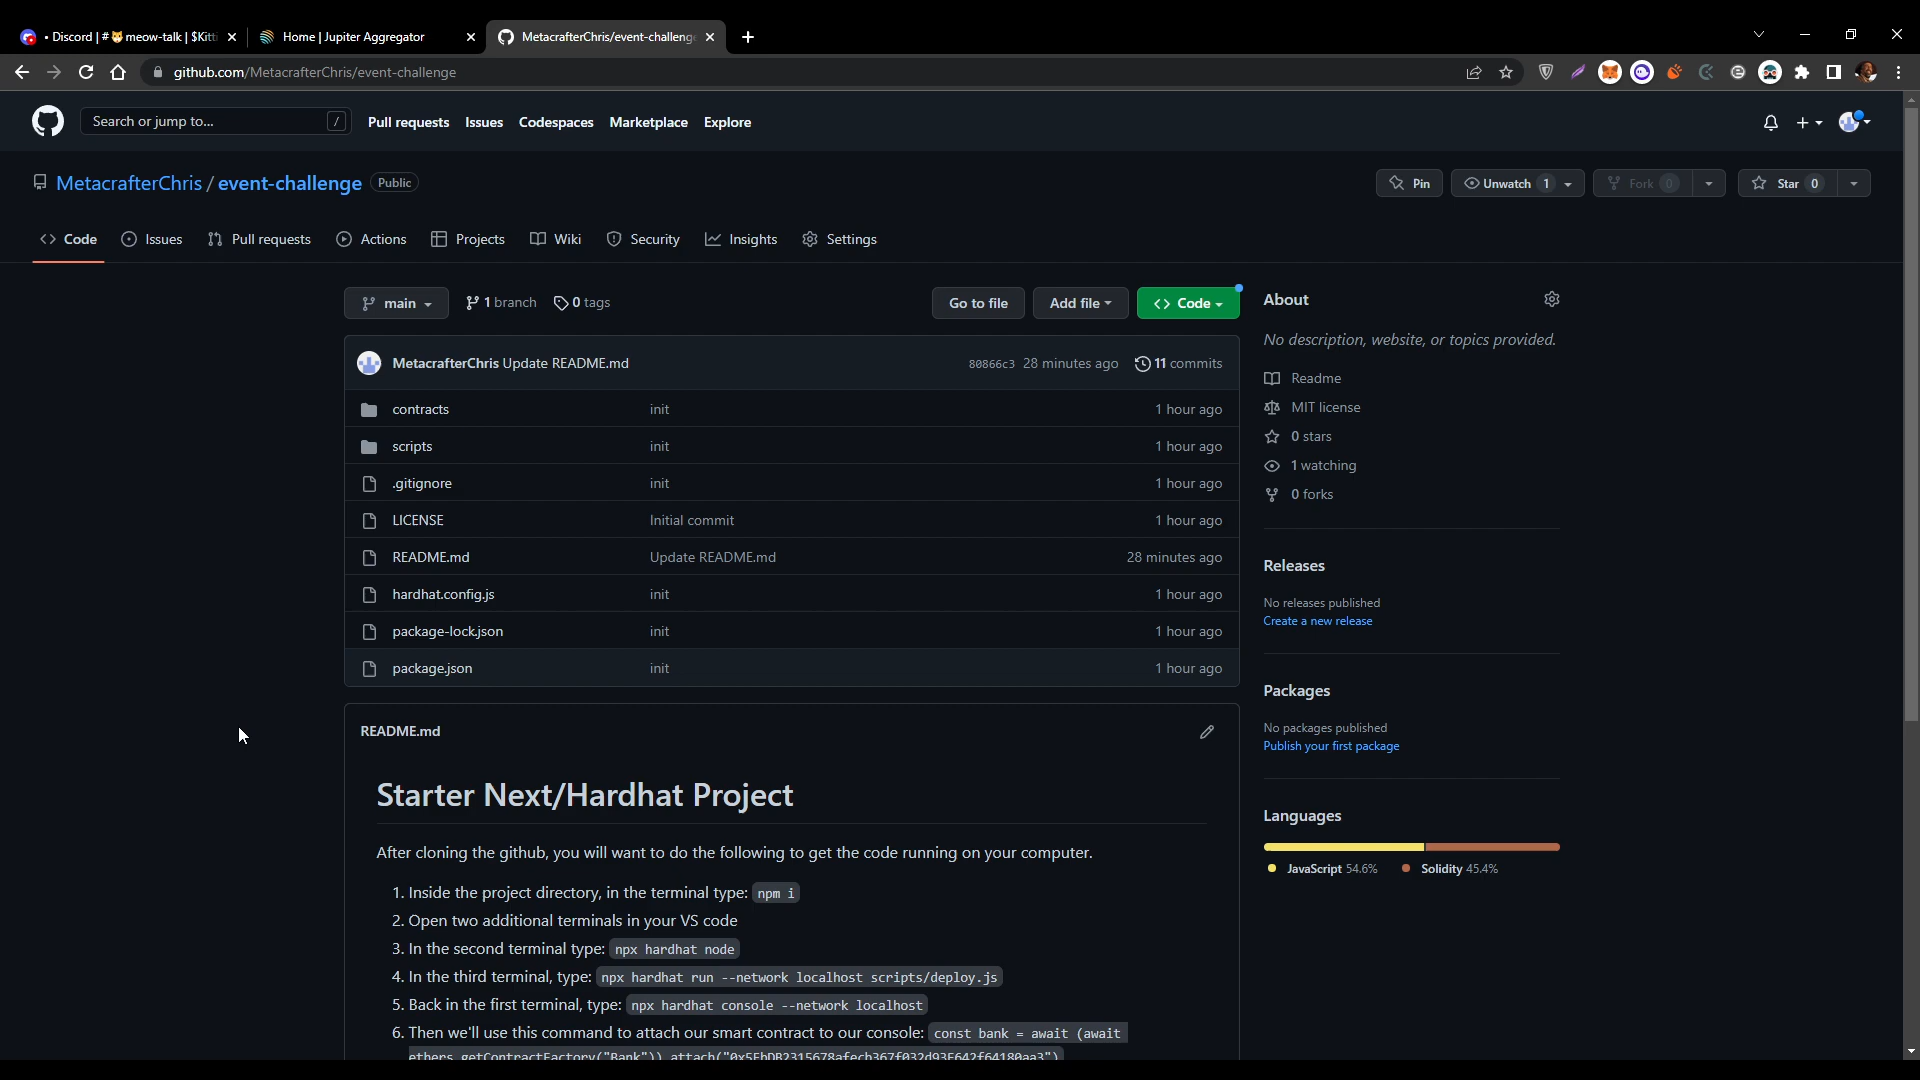 • Discord | #🐱meow-talk | $Kitti
Home | Jupiter Aggregator
MetacrafterChris/event-challeng
github.com/MetacrafterChris/event-challenge
Search or jump to... /
Pull requests Issues Codespaces Marketplace Explore
MetacrafterChris / event-challenge Public
Pin Unwatch 1 Fork 0 Star 0
Code Issues Pull requests Actions Projects Wiki Security Insights Settings
main 1 branch 0 tags Go to file Add file Code
MetacrafterChris Update README.md 80866c3 28 minutes ago 11 commits
contracts init 1 hour ago
scripts init 1 hour ago
.gitignore init 1 hour ago
LICENSE Initial commit 1 hour ago
README.md Update README.md 28 minutes ago
hardhat.config.js init 1 hour ago
package-lock.json init 1 hour ago
package.json init 1 hour ago
README.md
Starter Next/Hardhat Project
After cloning the github, you will want to do the following to get the code running on your computer.
1. Inside the project directory, in the terminal type: npm i
2. Open two additional terminals in your VS code
3. In the second terminal type: npx hardhat node
4. In the third terminal, type: npx hardhat run --network localhost scripts/deploy.js
5. Back in the first terminal, type: npx hardhat console --network localhost
6. Then we'll use this command to attach our smart contract to our console: const bank = await (await
ethers.getContractFactory("Bank")).attach("0x5FbDB2315678afecb367f032d93F642f64180aa3")
About
No description, website, or topics provided.
Readme
MIT license
0 stars
1 watching
0 forks
Releases
No releases published
Create a new release
Packages
No packages published
Publish your first package
Languages
JavaScript 54.6% Solidity 45.4%